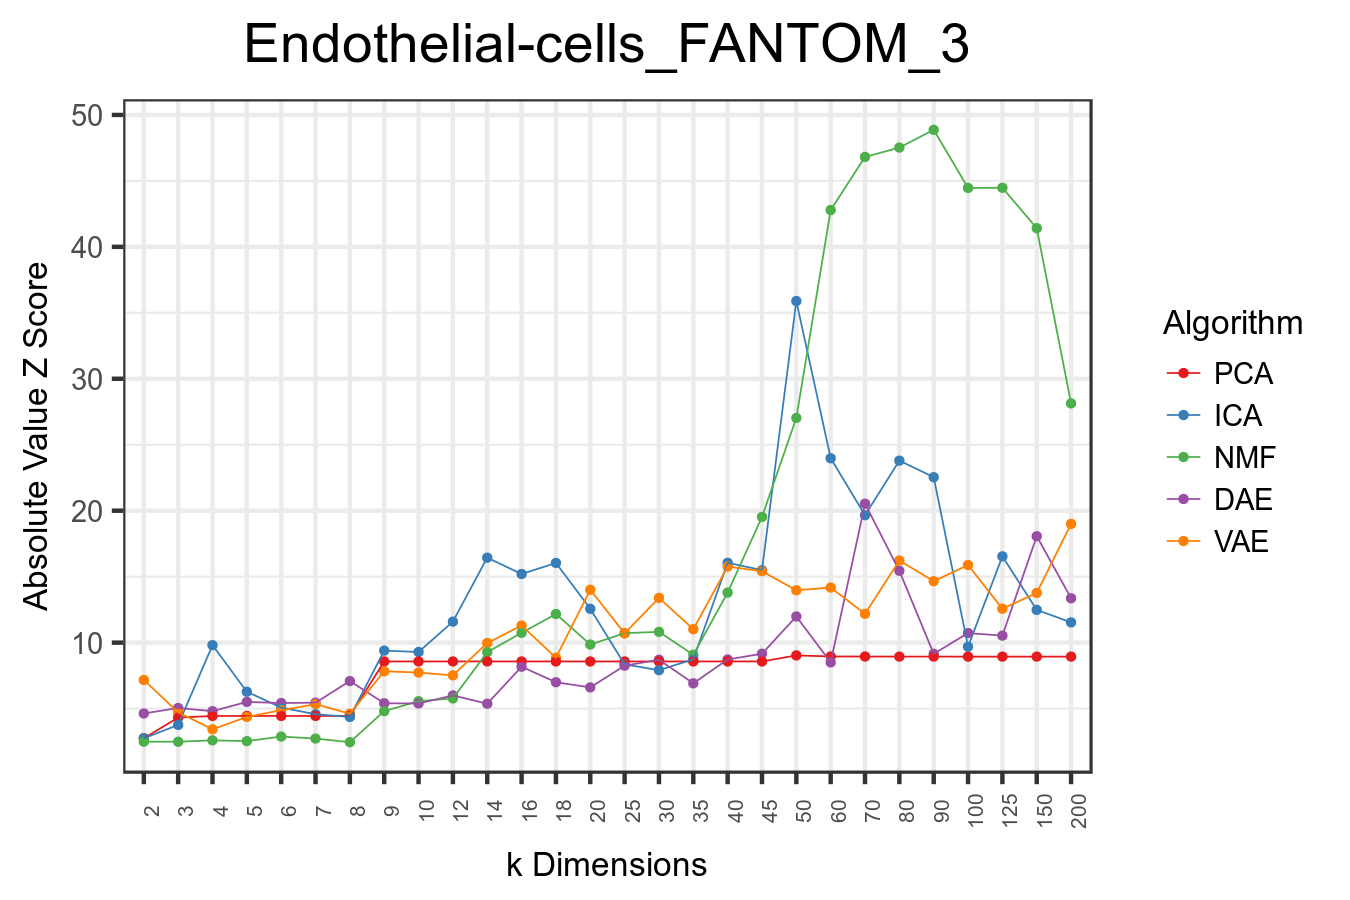 Endothelial-cells_FANTOM_3
Absolute Value Z Score
50
40
30
20
10
2 3 4 5 6 7 8 9 10 12 14 16 18 20 25 30 35 40 45 50 60 70 80 90 100 125 150 200
k Dimensions
Algorithm
PCA
ICA
NMF
DAE
VAE